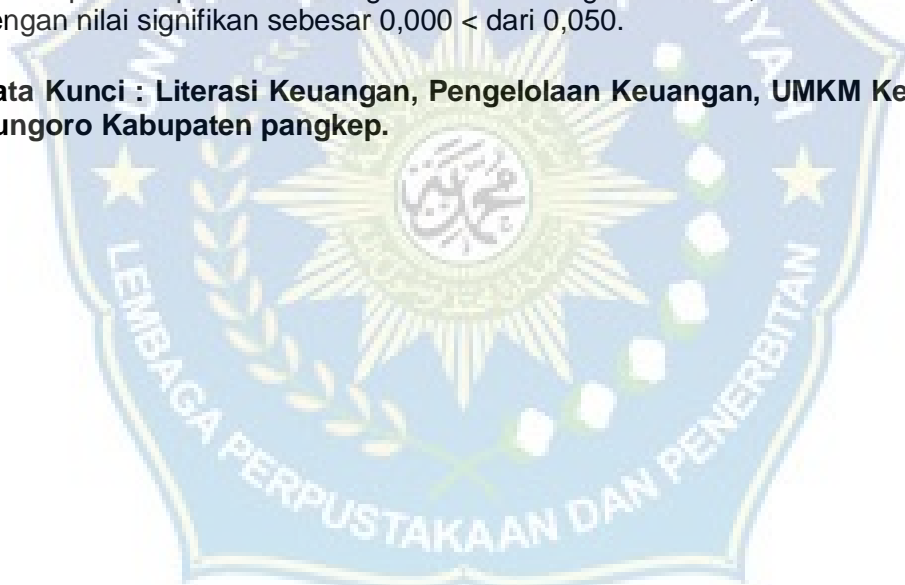 engan nilai signifikan sebesar 0,000 < dari 0,050.
ata Kunci : Literasi Keuangan, Pengelolaan Keuangan, UMKM Ke
ungoro Kabupaten pangkep.
LEMBAGA PERPUSTAKAAN DAN PENERBITAN